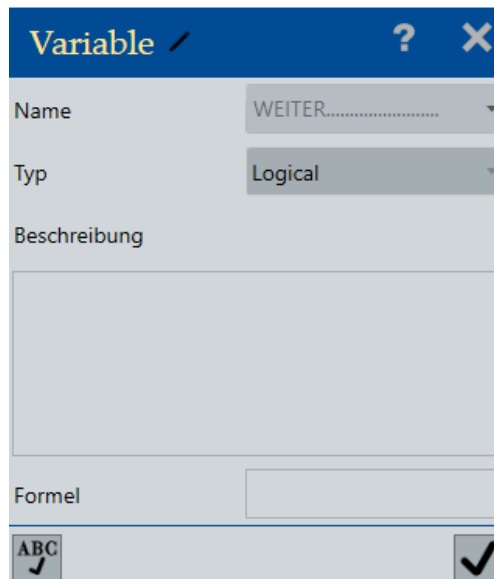 Variable
?
Name WEITER........................
Typ Logical
Beschreibung
Formel
ABC